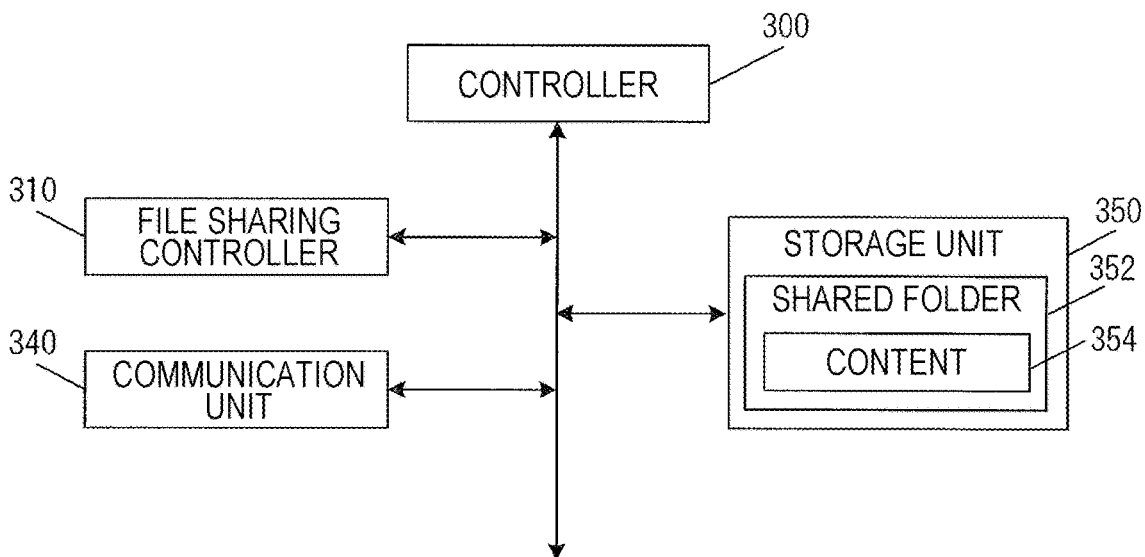 300
CONTROLLER
310
FILE SHARING
CONTROLLER
350
STORAGE UNIT
352
SHARED FOLDER
354
CONTENT
340
COMMUNICATION
UNIT